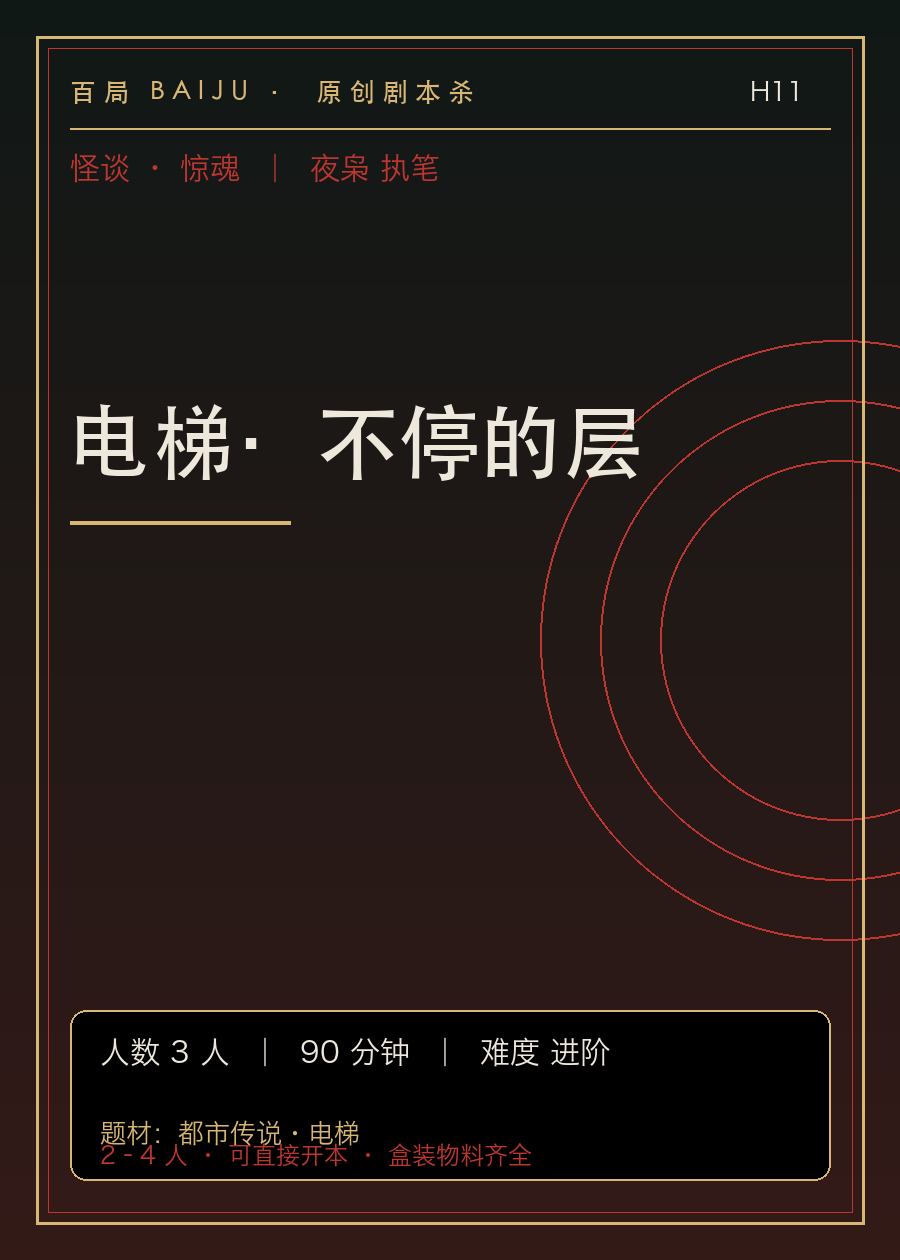 百局 BAIJU · 原创剧本杀 H11
怪谈 · 惊魂 ｜ 夜枭 执笔
电梯· 不停的层
人数 3 人 ｜ 90 分钟 ｜ 难度 进阶
题材: 都市传说 · 电梯
2-4 人 · 可直接开本 · 盒装物料齐全